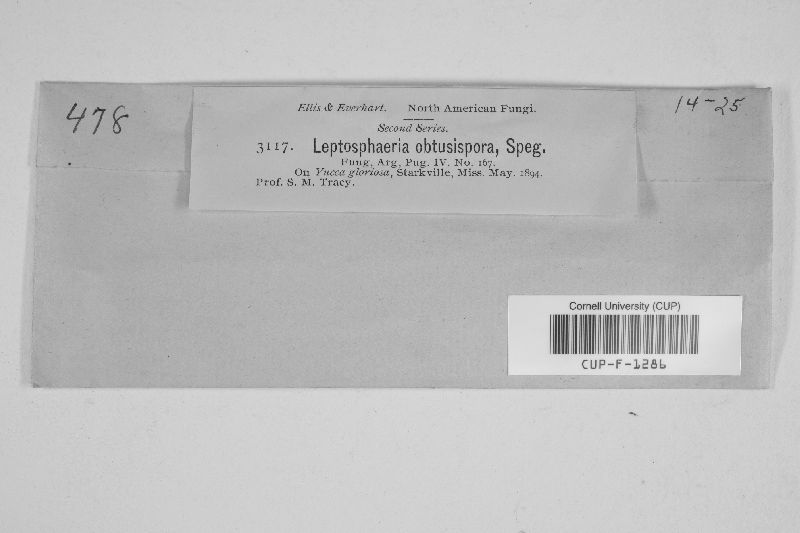 478
14-25
Ellis & Everhart. North American Fungi.
Second Series.
3117. Leptosphaeria obtusispora, Speg.
Fung, Arg, Pug. IV. No. 167.
On Yucca gloriosa, Starkville, Miss. May. 1894.
Prof. S. M. Tracy.
Cornell University (CUP)
CUP-F-1286